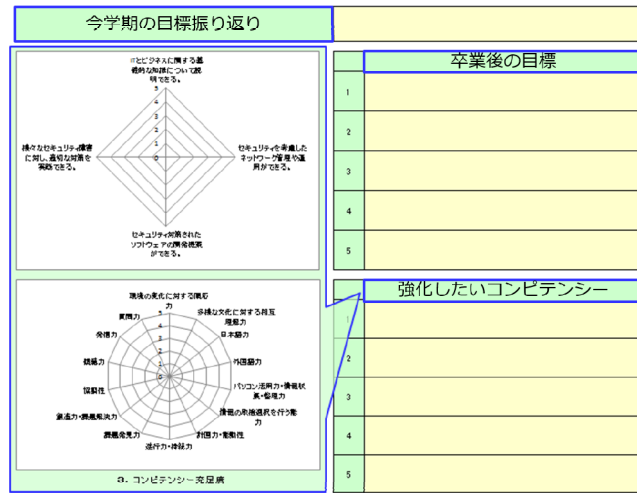 今学期の目標振り返り
卒業後の目標
ITとビジネスに関する基
礎的な知識について説
明できる。
5
4
3
2
1
0
様々なセキュリティ障害
に対し、適切な対策を
実践できる。
セキュリティを考慮した
ネットワーク管理や運
用ができる。
セキュリティ対策された
ソフトウェアの開発提案
ができる。
1
2
3
4
5
強化したいコンピテンシー
環境の変化に対する順応
力
多様な文化に対する相互
理解力
日本語力
外国語力
パソコン活用力・情報収
集・整理力
情報の取捨選択を行う能
力
計画力・能動性
遂行力・持続力
課題発見力
創造力・課題解決力
協調性
傾聴力
発信力
質問力
5
4
3
2
1
0
1
2
3
4
5
a. コンピテンシー充足度